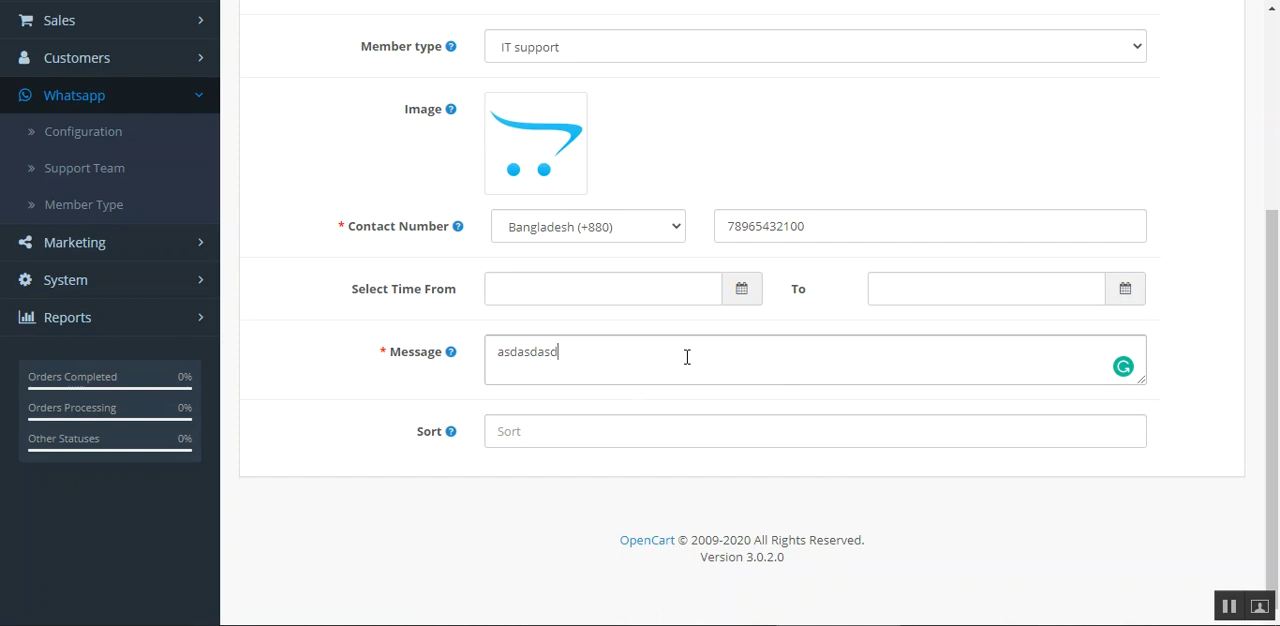 Sales
Customers
Whatsapp
Configuration
Support Team
Member Type
Marketing
System
Reports
Orders Completed 0%
Orders Processing 0%
Other Statuses 0%
Member type ?
IT support
Image ?
* Contact Number ?
Bangladesh (+880)
78965432100
Select Time From
To
* Message ?
asdasdasd
G
Sort ?
Sort
OpenCart © 2009-2020 All Rights Reserved.
Version 3.0.2.0